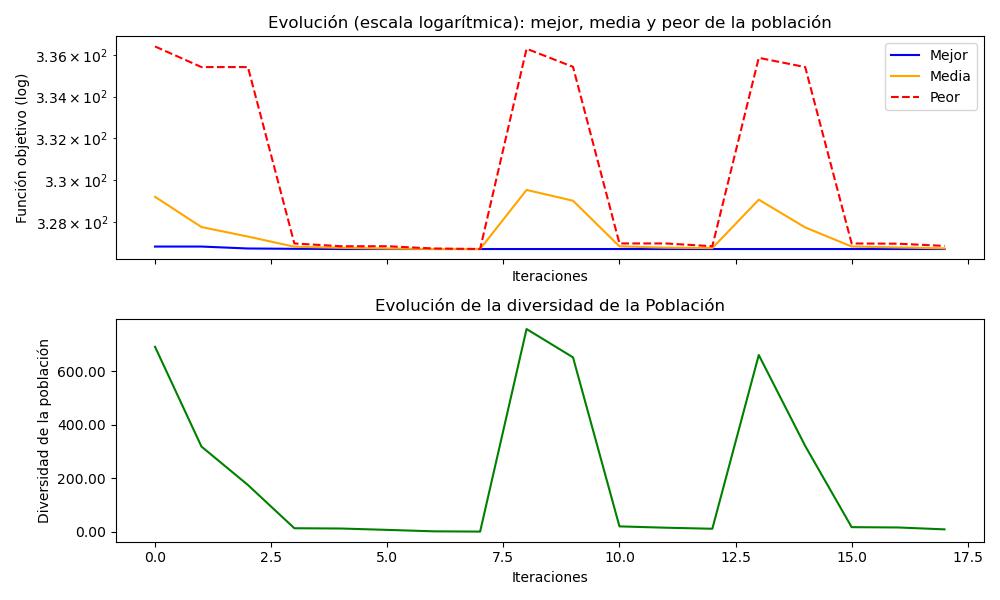 Evolución (escala logarítmica): mejor, media y peor de la población
Función objetivo (log)
3.36 × 10²
3.34 × 10²
3.32 × 10²
3.3 × 10²
3.28 × 10²
Mejor
Media
Peor
Iteraciones
Evolución de la diversidad de la Población
Diversidad de la población
600.00
400.00
200.00
0.00
0.0 2.5 5.0 7.5 10.0 12.5 15.0 17.5
Iteraciones